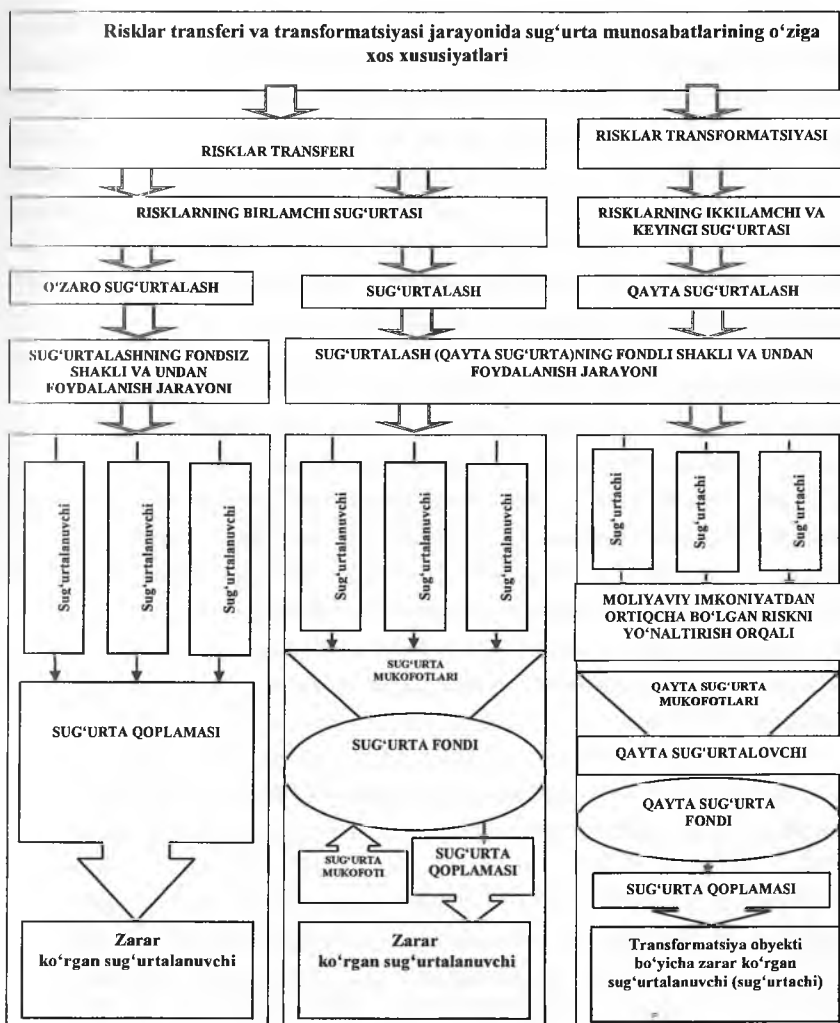 Risklar transferi va transformatsiyasi jarayonida sug‘urta munosabatlarining o‘ziga
xos xususiyatlari
RISKLAR TRANSFERI
RISKLAR TRANSFORMATSIYASI
RISKLARNING BIRLAMCHI SUG‘URTASI
RISKLARNING IKKILAMCHI VA
KEYINGI SUG‘URTASI
O‘ZARO SUG‘URTALASH
SUG‘URTALASH
QAYTA SUG‘URTALASH
SUG‘URTALASHNING FONDSIZ
SHAKLI VA UNDAN
FOYDALANISH JARAYONI
SUG‘URTALASH (QAYTA SUG‘URTA)NING FONDLI SHAKLI VA UNDAN
FOYDALANISH JARAYONI
Sug‘urtalanuvchi
Sug‘urtalanuvchi
Sug‘urtalanuvchi
SUG‘URTA QOPLAMASI
Zarar
ko‘rgan sug‘urtalanuvchi
Sug‘urtalanuvchi
Sug‘urtalanuvchi
Sug‘urtalanuvchi
SUG‘URTA
MUKOFOTLARI
SUG‘URTA FONDI
SUG‘URTA
MUKOFOTI
SUG‘URTA
QOPLAMASI
Zarar
ko‘rgan sug‘urtalanuvchi
Sug‘urtachi
Sug‘urtachi
Sug‘urtachi
MOLIYAVIY IMKONIYATDAN
ORTIQCHA BO‘LGAN RISKNI
YO‘NALTIRISH ORQALI
QAYTA SUG‘URTA
MUKOFOTLARI
QAYTA SUG‘URTALOVCHI
QAYTA SUG‘URTA
FONDI
SUG‘URTA QOPLAMASI
Transformatsiya obyekti
bo‘yicha zarar ko‘rgan
sug‘urtalanuvchi (sug‘urtachi)